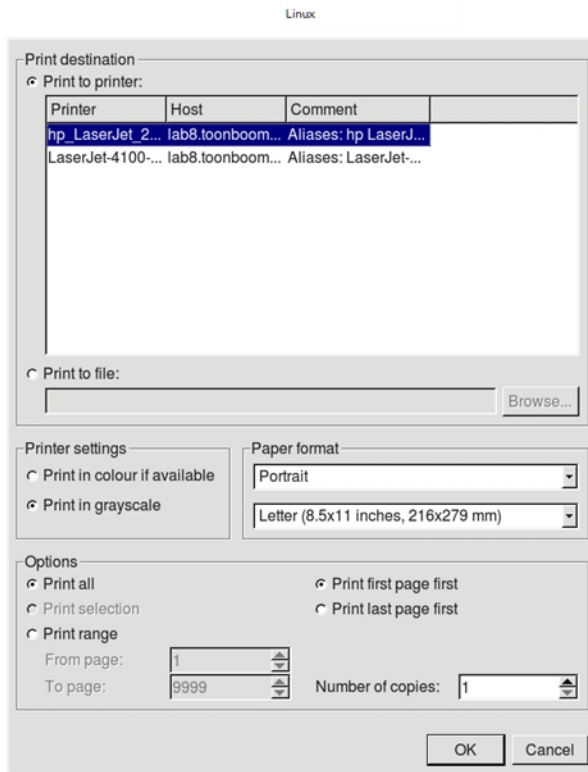 Linux
Print destination
Print to printer:
Printer Host Comment
hp_LaserJet_2... lab8.toonboom... Aliases: hp LaserJ...
LaserJet-4100-... lab8.toonboom... Aliases: LaserJet-...
Print to file:
Browse...
Printer settings
Print in colour if available
Print in grayscale
Paper format
Portrait
Letter (8.5x11 inches, 216x279 mm)
Options
Print all
Print selection
Print range
From page: 1
To page: 9999
Print first page first
Print last page first
Number of copies: 1
OK Cancel